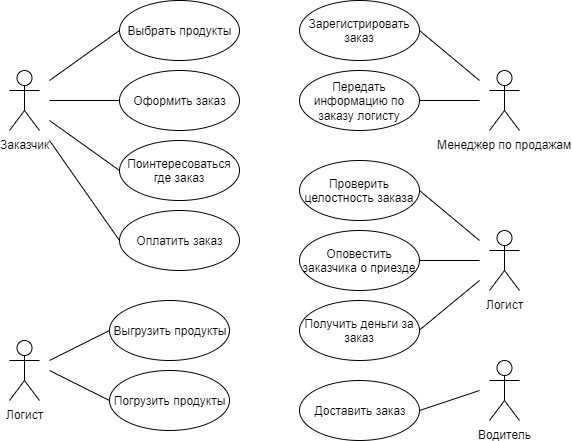 Выбрать продукты
Заказчик
Оформить заказ
Поинтересоваться
где заказ
Оплатить заказ
Зарегистрировать
заказ
Передать
информацию по
заказу логисту
Менеджер по продажам
Проверить
целостность заказа
Оповестить
заказчика о приезде
Логист
Получить деньги за
заказ
Выгрузить продукты
Логист
Погрузить продукты
Доставить заказ
Водитель